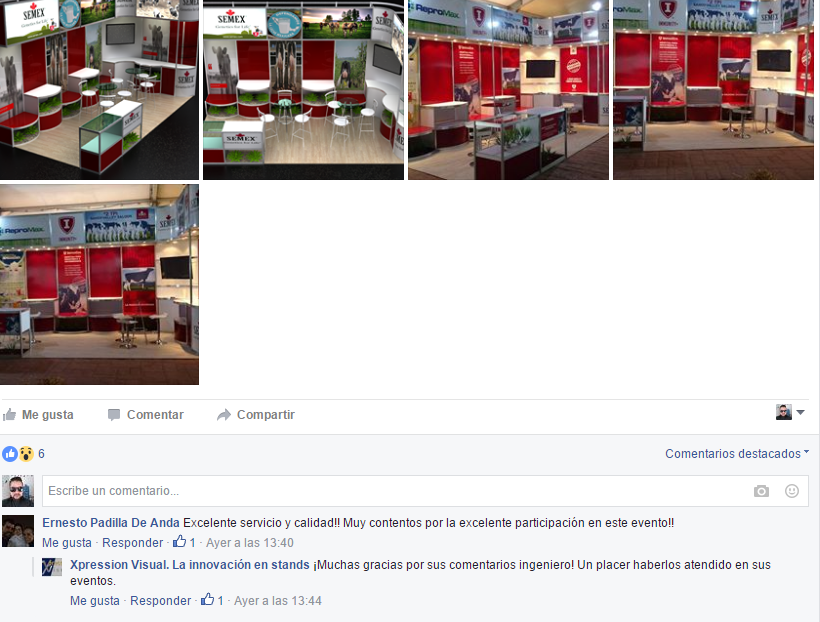 SEMEX
SEMEX
SEMEX
SEMEX
ReproMax
SEMEX
SEMEX
ReproMax
Me gusta
Comentar
Compartir
6
Comentarios destacados
Escribe un comentario...
Ernesto Padilla De Anda Excelente servicio y calidad!! Muy contentos por la excelente participación en este evento!!
Me gusta · Responder · 1 · Ayer a las 13:40
Xpression Visual. La innovación en stands ¡Muchas gracias por sus comentarios ingeniero! Un placer haberlos atendido en sus
eventos.
Me gusta · Responder · 1 · Ayer a las 13:44